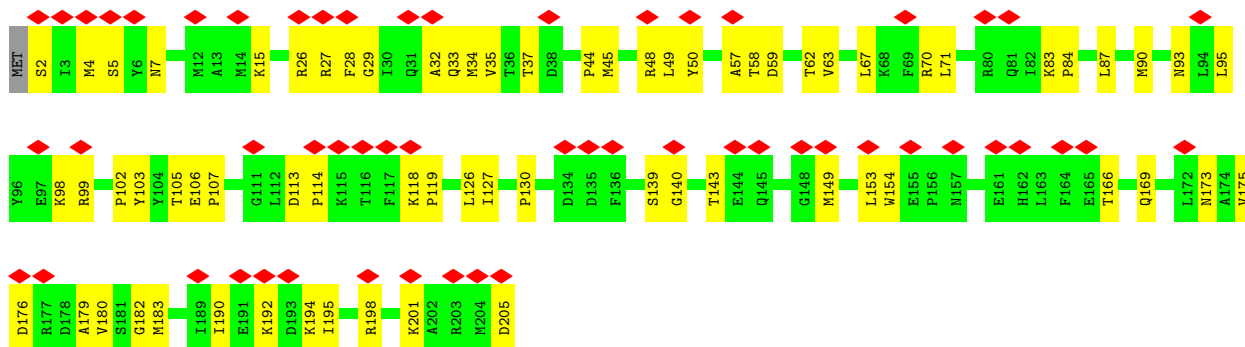 MET S2 I3 M4 S5 Y6 N7 M12 A13 M14 K15 R26 R27 F28 G29 I30 Q31 A32 Q33 M34 V35 T36 T37 D38 P44 M45 R48 L49 Y50 A57 T58 D59 T62 V63 L67 K68 F69 R70 L71 R80 Q81 I82 K83 P84 L87 M90 N93 L94 L95
Y96 E97 K98 R99 P102 Y103 Y104 T105 E106 P107 G111 L112 D113 P114 K115 T116 F117 K118 P119 L126 I127 P130 D134 D135 F136 S139 G140 T143 E144 Q145 G148 M149 L153 W154 E155 P156 N157 E161 H162 L163 F164 E165 T166 Q169 L172 N173 A174 V175
D176 R177 D178 A179 V180 S181 G182 M183 I189 I190 E191 K192 D193 K194 I195 R198 K201 A202 R203 M204 D205